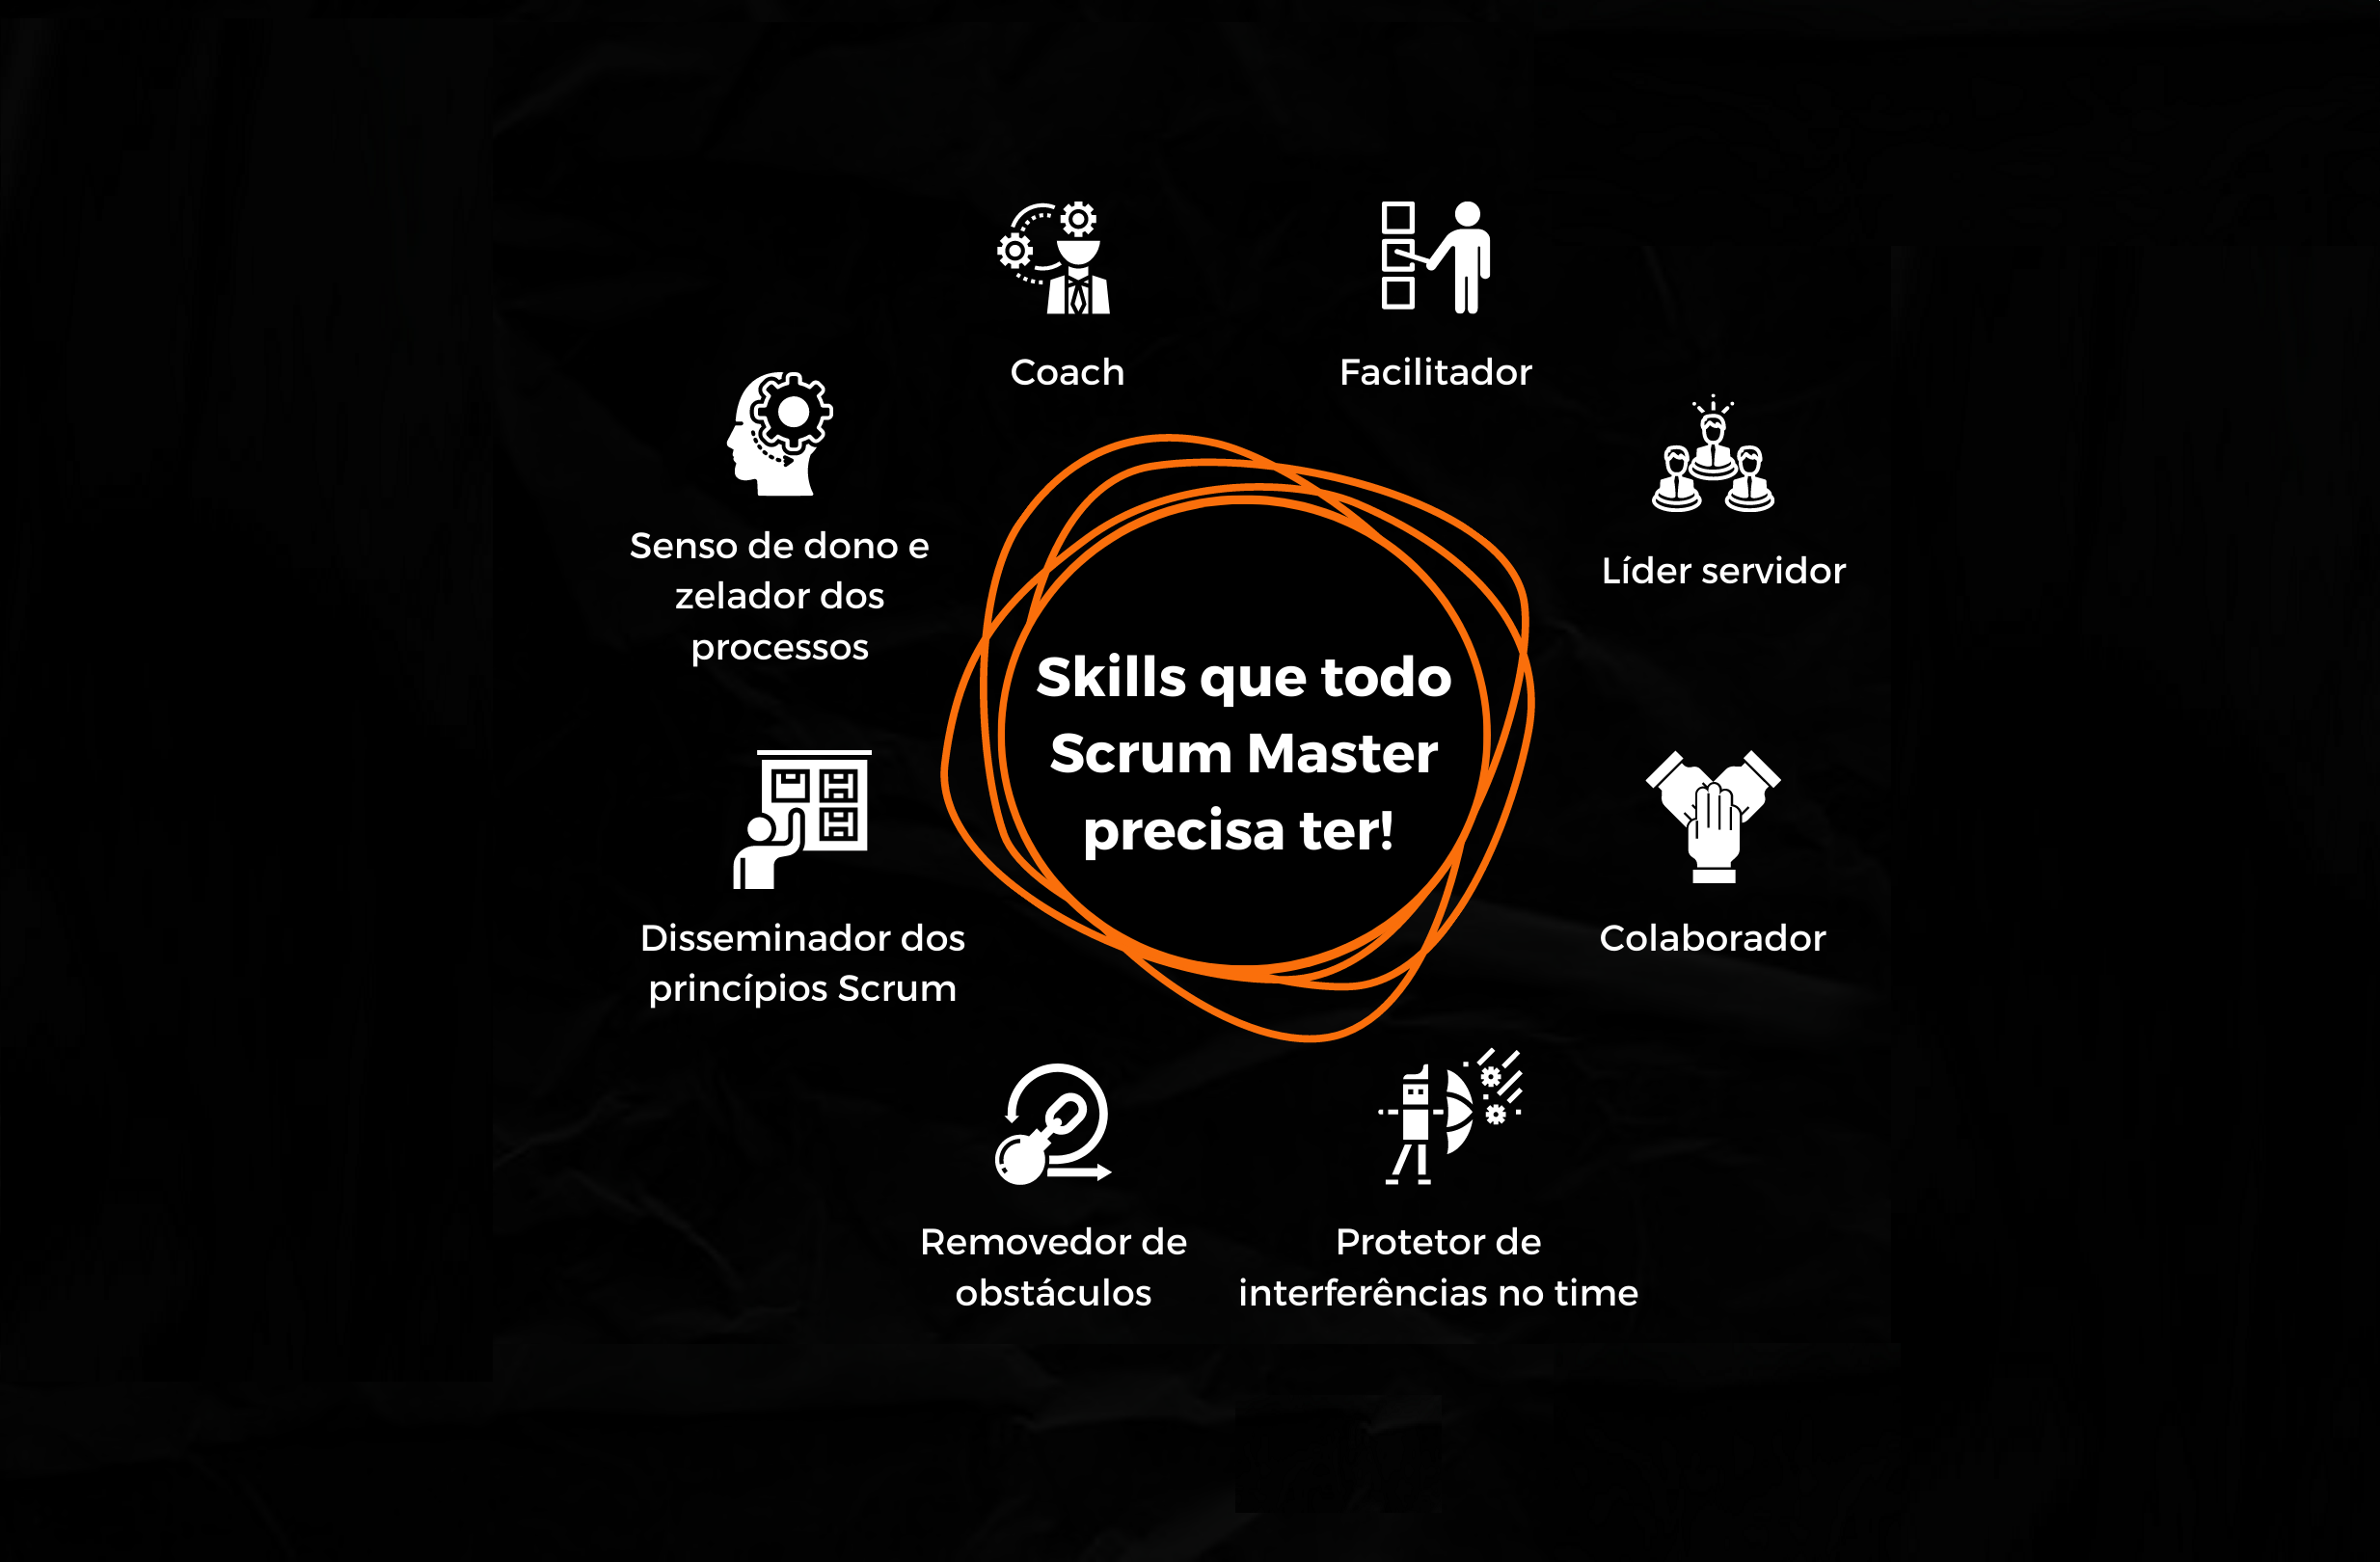 Coach
Facilitador
Senso de dono e
zelador dos
processos
Líder servidor
Skills que todo
Scrum Master
precisa ter!
Disseminador dos
princípios Scrum
Colaborador
Removedor de
obstáculos
Protetor de
interferências no time